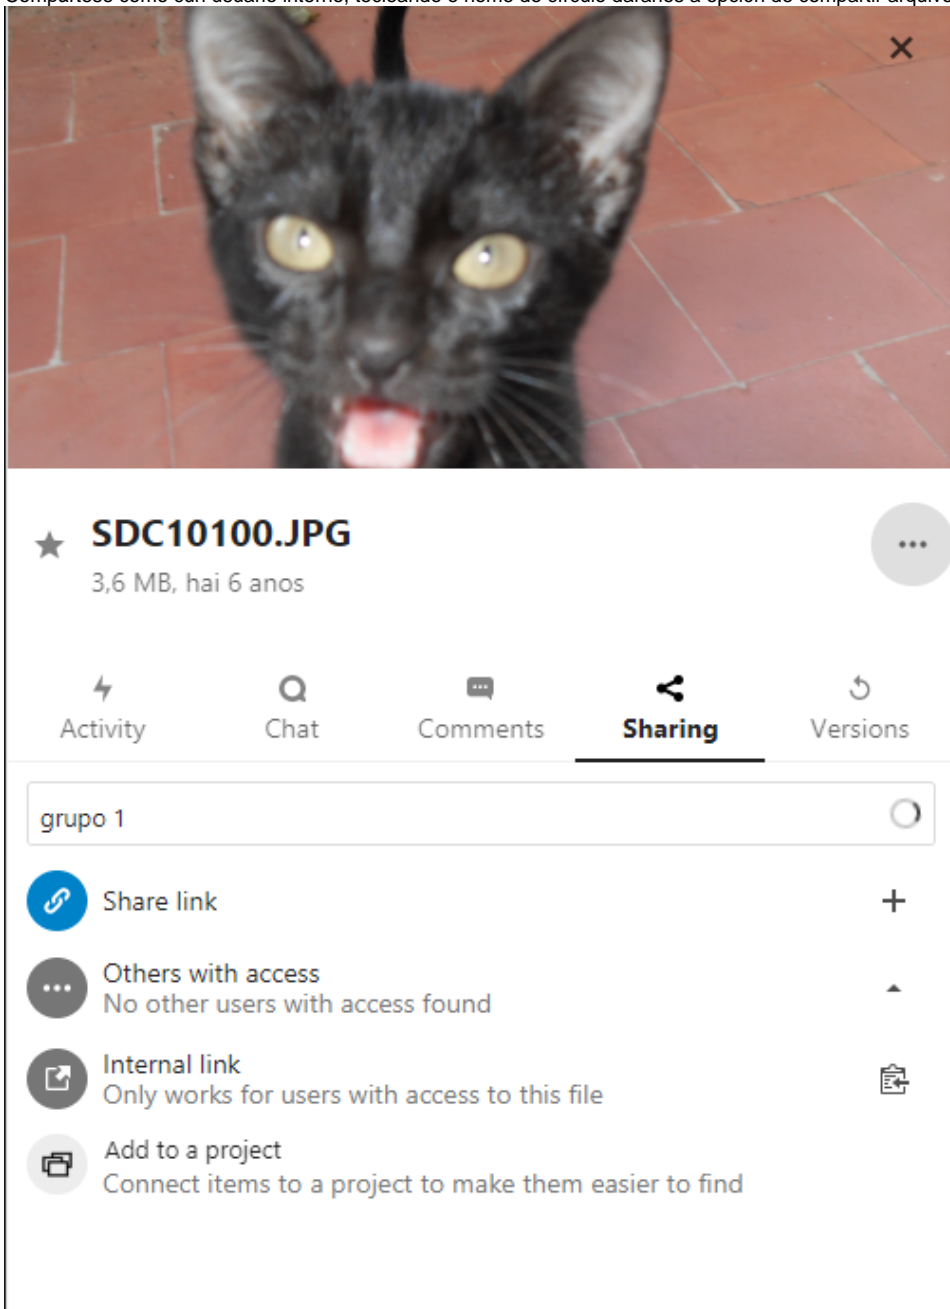 SDC10100.JPG
3,6 MB, hai 6 anos
Activity
Chat
Comments
Sharing
Versions
grupo 1
Share link
Others with access
No other users with access found
Internal link
Only works for users with access to this file
Add to a project
Connect items to a project to make them easier to find